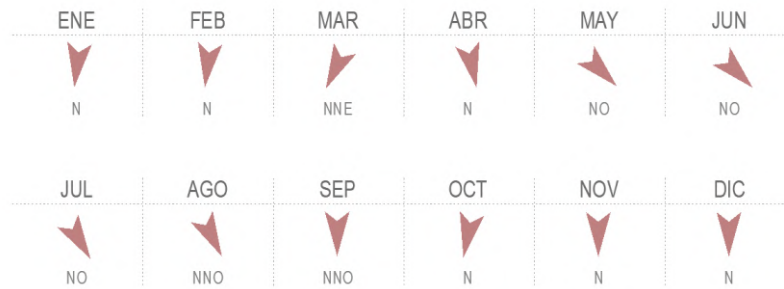 ENE FEB MAR ABR MAY JUN
N N NNE N NO NO
JUL AGO SEP OCT NOV DIC
NO NNO NNO N N N